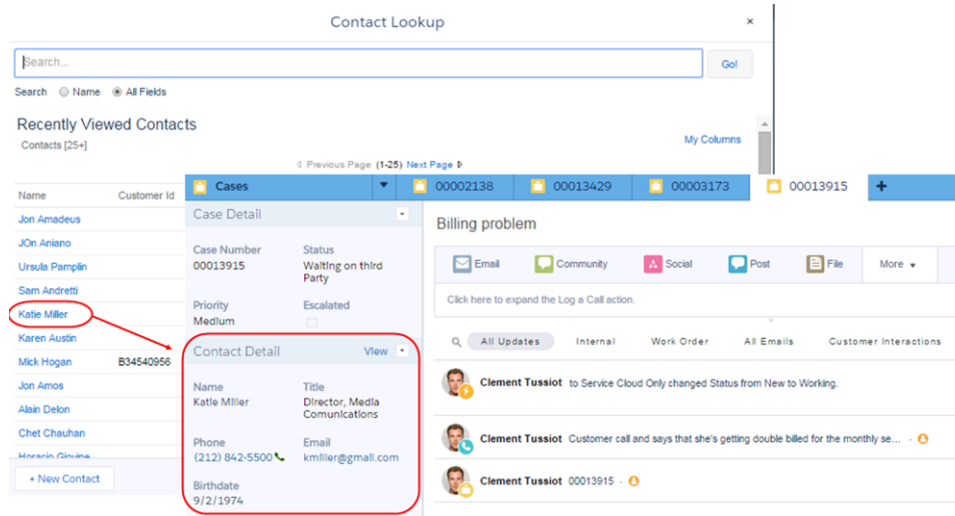 Contact Lookup
×
Search...
Go!
Search Name All Fields
Recently Viewed Contacts
Contacts [25+]
My Columns
Previous Page (1-25) Next Page
Name Customer Id
Jon Amadeus
JOn Aniano
Ursula Pamplin
Sam Andretti
Katie Miller
Karen Austin
Mick Hogan B34540956
Jon Amos
Alain Delon
Chet Chauhan
Horacio
+ New Contact
Cases 00002138 00013429 00003173 00013915 +
Case Detail
Case Number Status
00013915 Waiting on third
Party
Priority Escalated
Medium
Contact Detail View
Name Title
Katie Miller Director, Media
Comunications
Phone Email
(212) 842-5500 kmiller@gmail.com
Birthdate
9/2/1974
Billing problem
Email Community Social Post File More
Click here to expand the Log a Call action.
All Updates Internal Work Order All Emails Customer Interactions
Clement Tussiot to Service Cloud Only changed Status from New to Working.
Clement Tussiot Customer call and says that she's getting double billed for the monthly se... -
Clement Tussiot 00013915 -